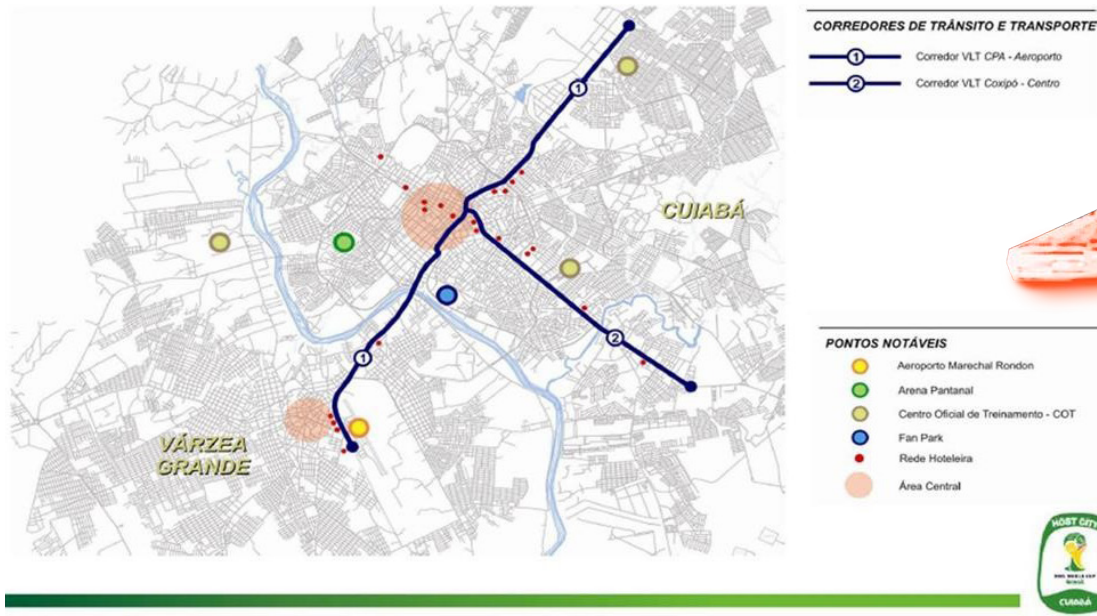 CORREDORES DE TRÂNSITO E TRANSPORTE
1 Corredor VLT CPA - Aeroporto
2 Corredor VLT Coxipó - Centro
1
CUIABÁ
2
1
VÁRZEA
GRANDE
PONTOS NOTÁVEIS
Aeroporto Marechal Rondon
Arena Pantanal
Centro Oficial de Treinamento - COT
Fan Park
Rede Hoteleira
Área Central
HOST CITY
CUIABÁ